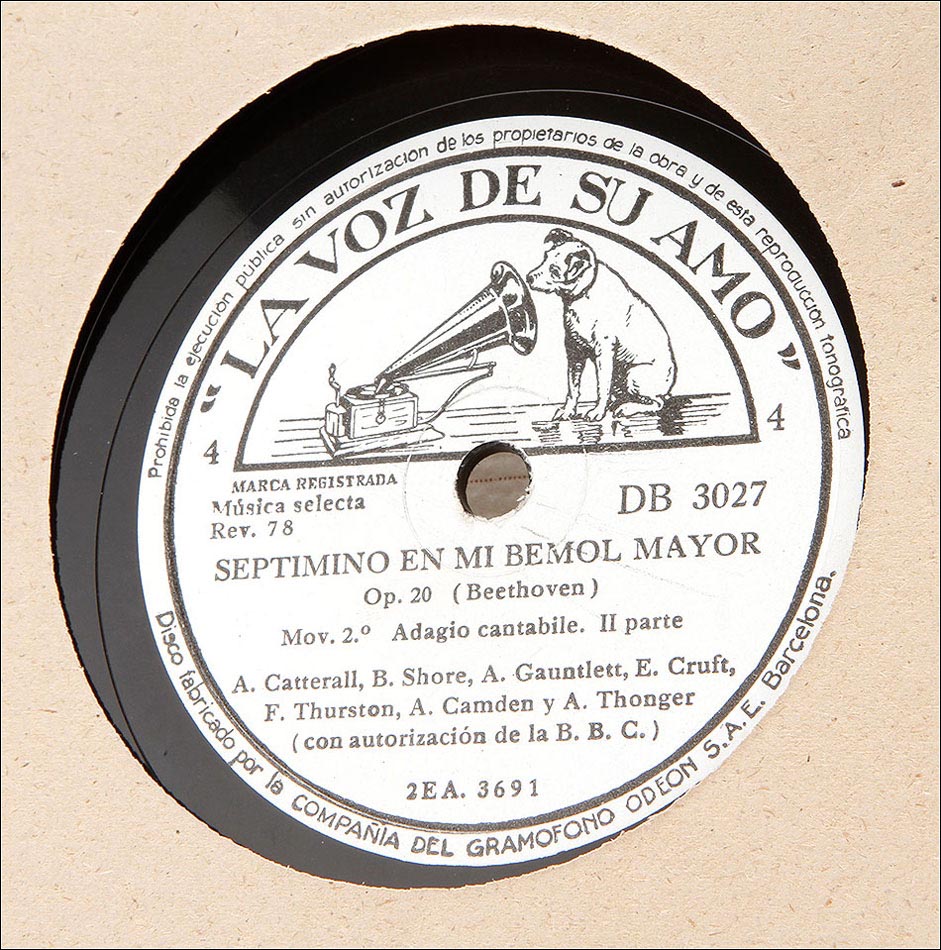 Prohibida la ejecución pública sin autorización de los propietarios de la obra y de esta reproducción fonográfica
"LA VOZ DE SU AMO"
4 4
MARCA REGISTRADA
Música selecta
Rev. 78
DB 3027
SEPTIMINO EN MI BEMOL MAYOR
Op. 20 (Beethoven)
Mov. 2.º Adagio cantabile. II parte
A. Catterall, B. Shore, A. Gauntlett, E. Cruft,
F. Thurston, A. Camden y A. Thonger
(con autorización de la B. B. C.)
2EA. 3691
Disco fabricado por la COMPAÑÍA DEL GRAMOFONO ODEON S.A.E. Barcelona.